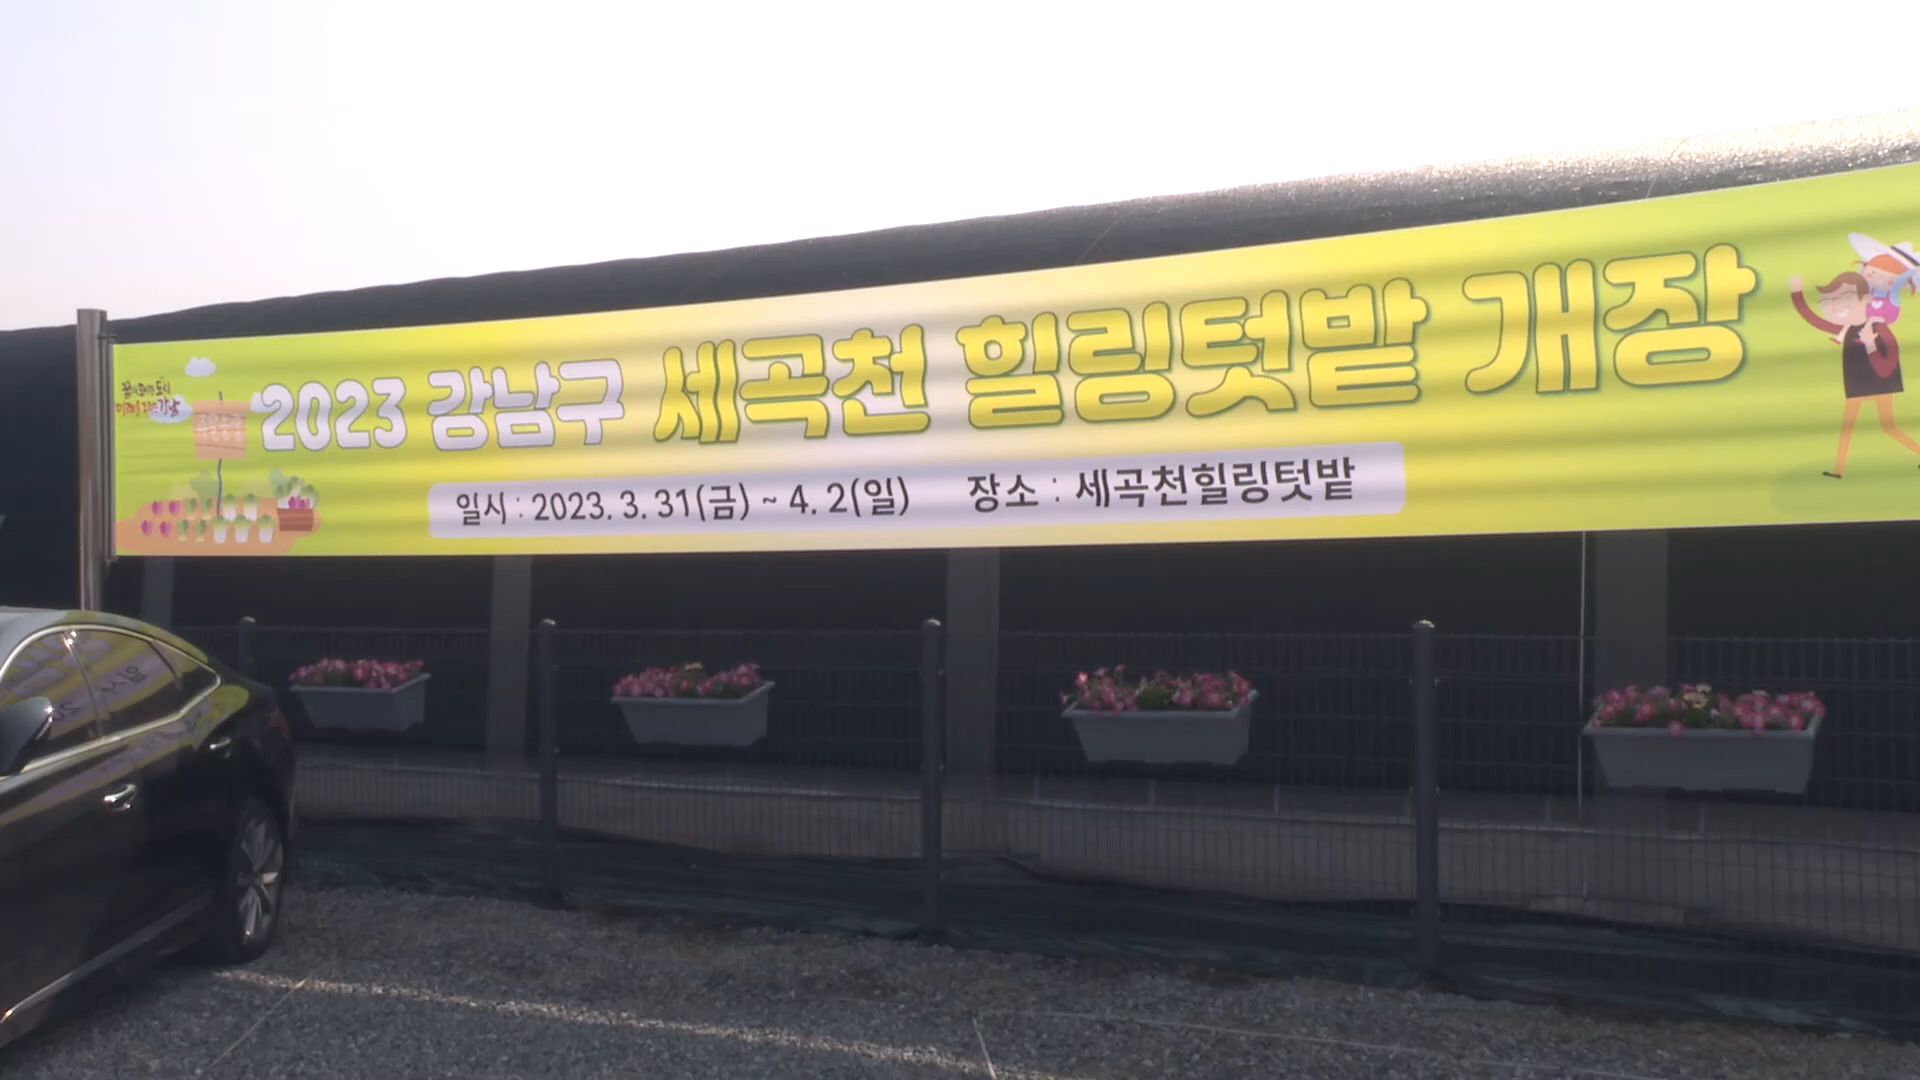 2023 강남구 세곡천 힐링텃밭 개장
일시 : 2023. 3. 31(금) ~ 4. 2(일) 장소 : 세곡천힐링텃밭